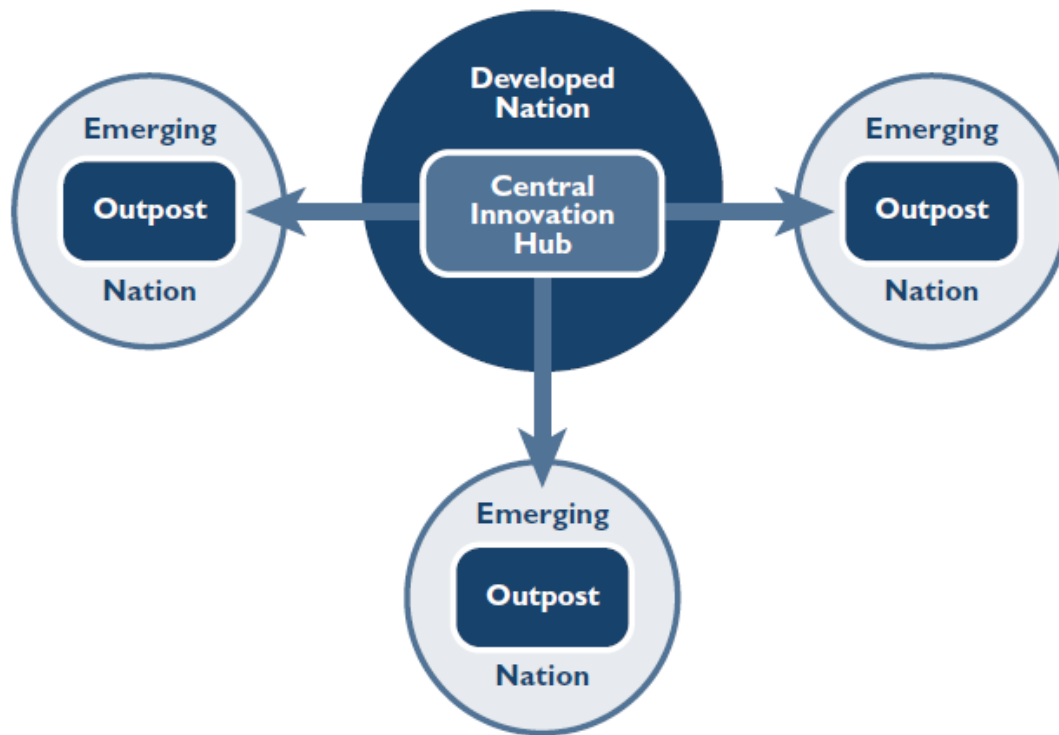 Developed
Nation
Central
Innovation
Hub
Emerging
Outpost
Nation
Emerging
Outpost
Nation
Emerging
Outpost
Nation